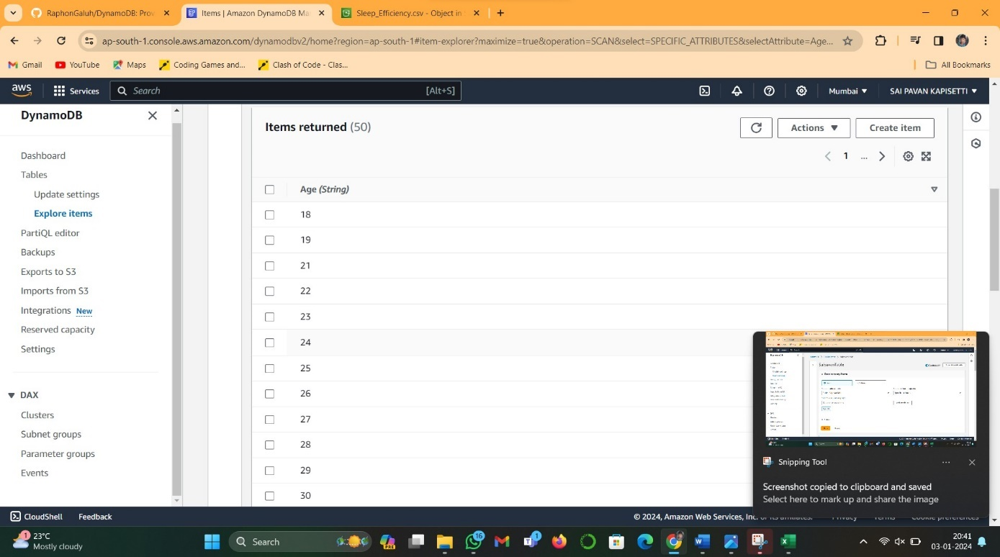 RaphonGaluh/DynamoDB: Prov
Items | Amazon DynamoDB Ma
Sleep_Efficiency.csv - Object in
ap-south-1.console.aws.amazon.com/dynamodbv2/home?region=ap-south-1#item-explorer?maximize=true&operation=SCAN&select=SPECIFIC_ATTRIBUTES&selectAttribute=Age...
Gmail YouTube Maps Coding Games and... Clash of Code - Clas... All Bookmarks
aws Services Search [Alt+S] Mumbai ▼ SAI PAVAN KAPISETTI ▼
DynamoDB
Dashboard
Tables
Update settings
Explore items
PartiQL editor
Backups
Exports to S3
Imports from S3
Integrations New
Reserved capacity
Settings
DAX
Clusters
Subnet groups
Parameter groups
Events
Items returned (50)
Actions ▼ Create item
1 ...
Age (String)
18
19
21
22
23
24
25
26
27
28
29
30
Snipping Tool
Screenshot copied to clipboard and saved
Select here to mark up and share the image
CloudShell Feedback © 2024, Amazon Web Services, Inc. or its affiliates. Privacy Terms Cookie preferences
1
23°C
Mostly cloudy
Search
PRE
16
1
20:41
03-01-2024